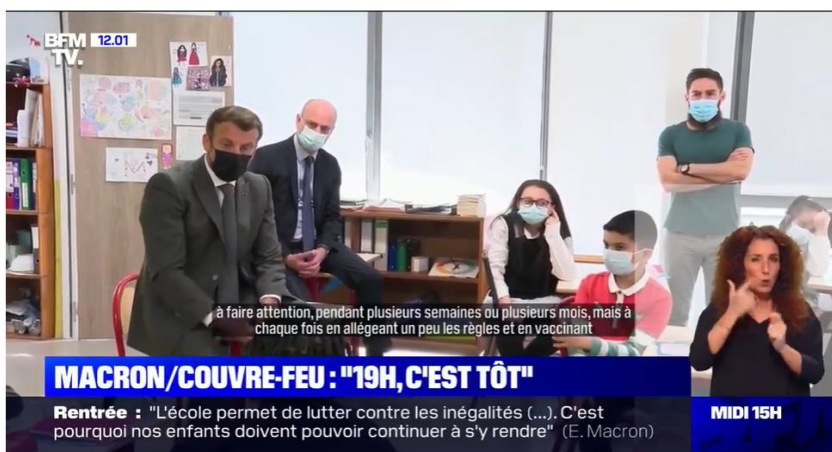 BFM
TV.
12.01
à faire attention, pendant plusieurs semaines ou plusieurs mois, mais à
chaque fois en allégeant un peu les règles et en vaccinant
MACRON/COUVRE-FEU : "19H, C'EST TÔT"
Rentrée : "L'école permet de lutter contre les inégalités (...). C'est
pourquoi nos enfants doivent pouvoir continuer à s'y rendre" (E. Macron)
MIDI 15H